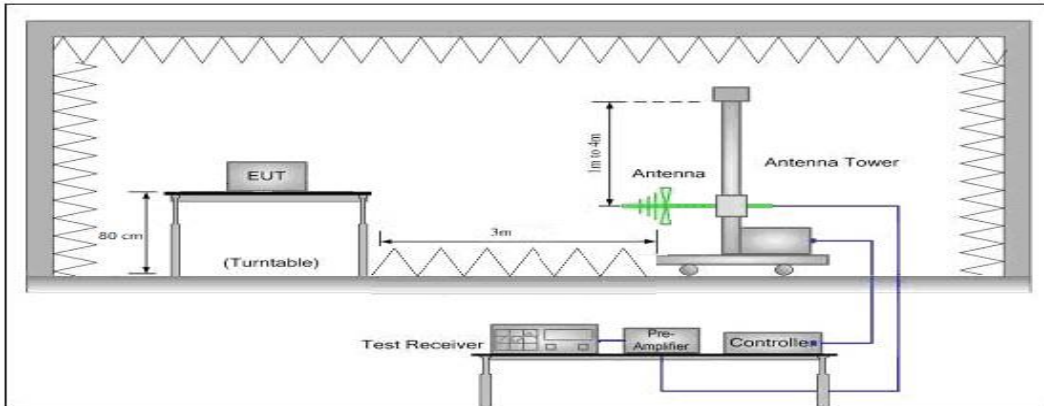 EUT
80 cm
(Turntable)
3m
1m to 4m
Antenna
Antenna Tower
Test Receiver
Pre-
Amplifier
Controller